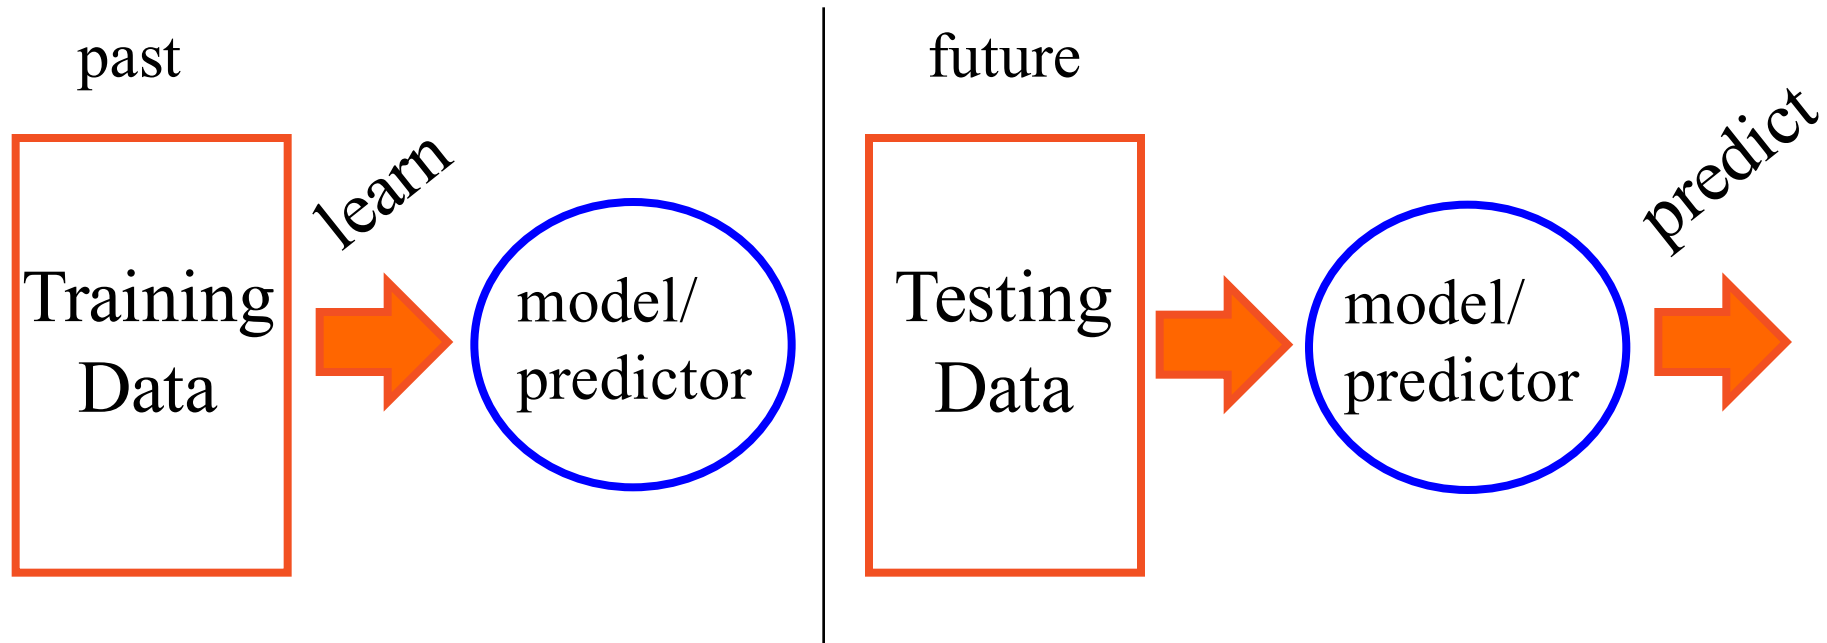 past
learn
Training
Data
model/
predictor
future
Testing
Data
model/
predictor
predict